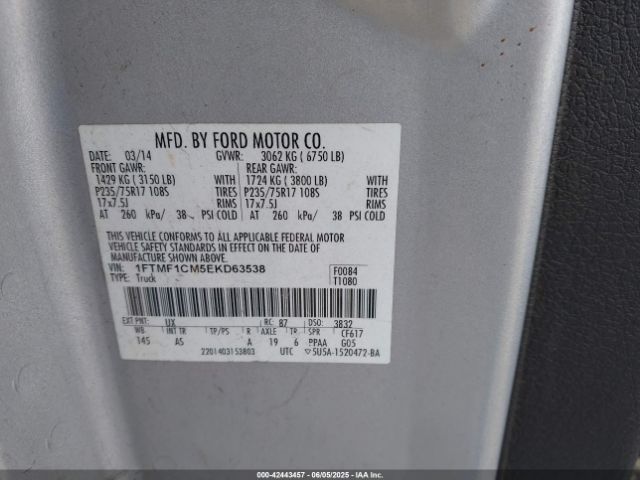 MFD. BY FORD MOTOR CO.
DATE: 03/14 GVWR: 3062 KG ( 6750 LB)
FRONT GAWR: REAR GAWR:
1429 KG ( 3150 LB) WITH 1724 KG ( 3800 LB) WITH
P235/75R17 108S TIRES P235/75R17 108S TIRES
17x7.5J RIMS 17x7.5J RIMS
AT 260 kPa/ 38 PSI COLD AT 260 kPa/ 38 PSI COLD
THIS VEHICLE CONFORMS TO ALL APPLICABLE FEDERAL MOTOR
VEHICLE SAFETY STANDARDS IN EFFECT ON THE DATE OF
MANUFACTURE SHOWN ABOVE.
VIN: 1FTMF1CM5EKD63538 F0084
TYPE: Truck T1080
EXT PNT: UX RC: 87 DSO: 3B32
WB INT TR TP/PS R AXLE TR SPR CF617
145 AS A 19 6 PPAA G05
2201403153803 UTC ▽5U5A-1520472-BA
000-42443457 - 06/05/2025 - IAAI.COM